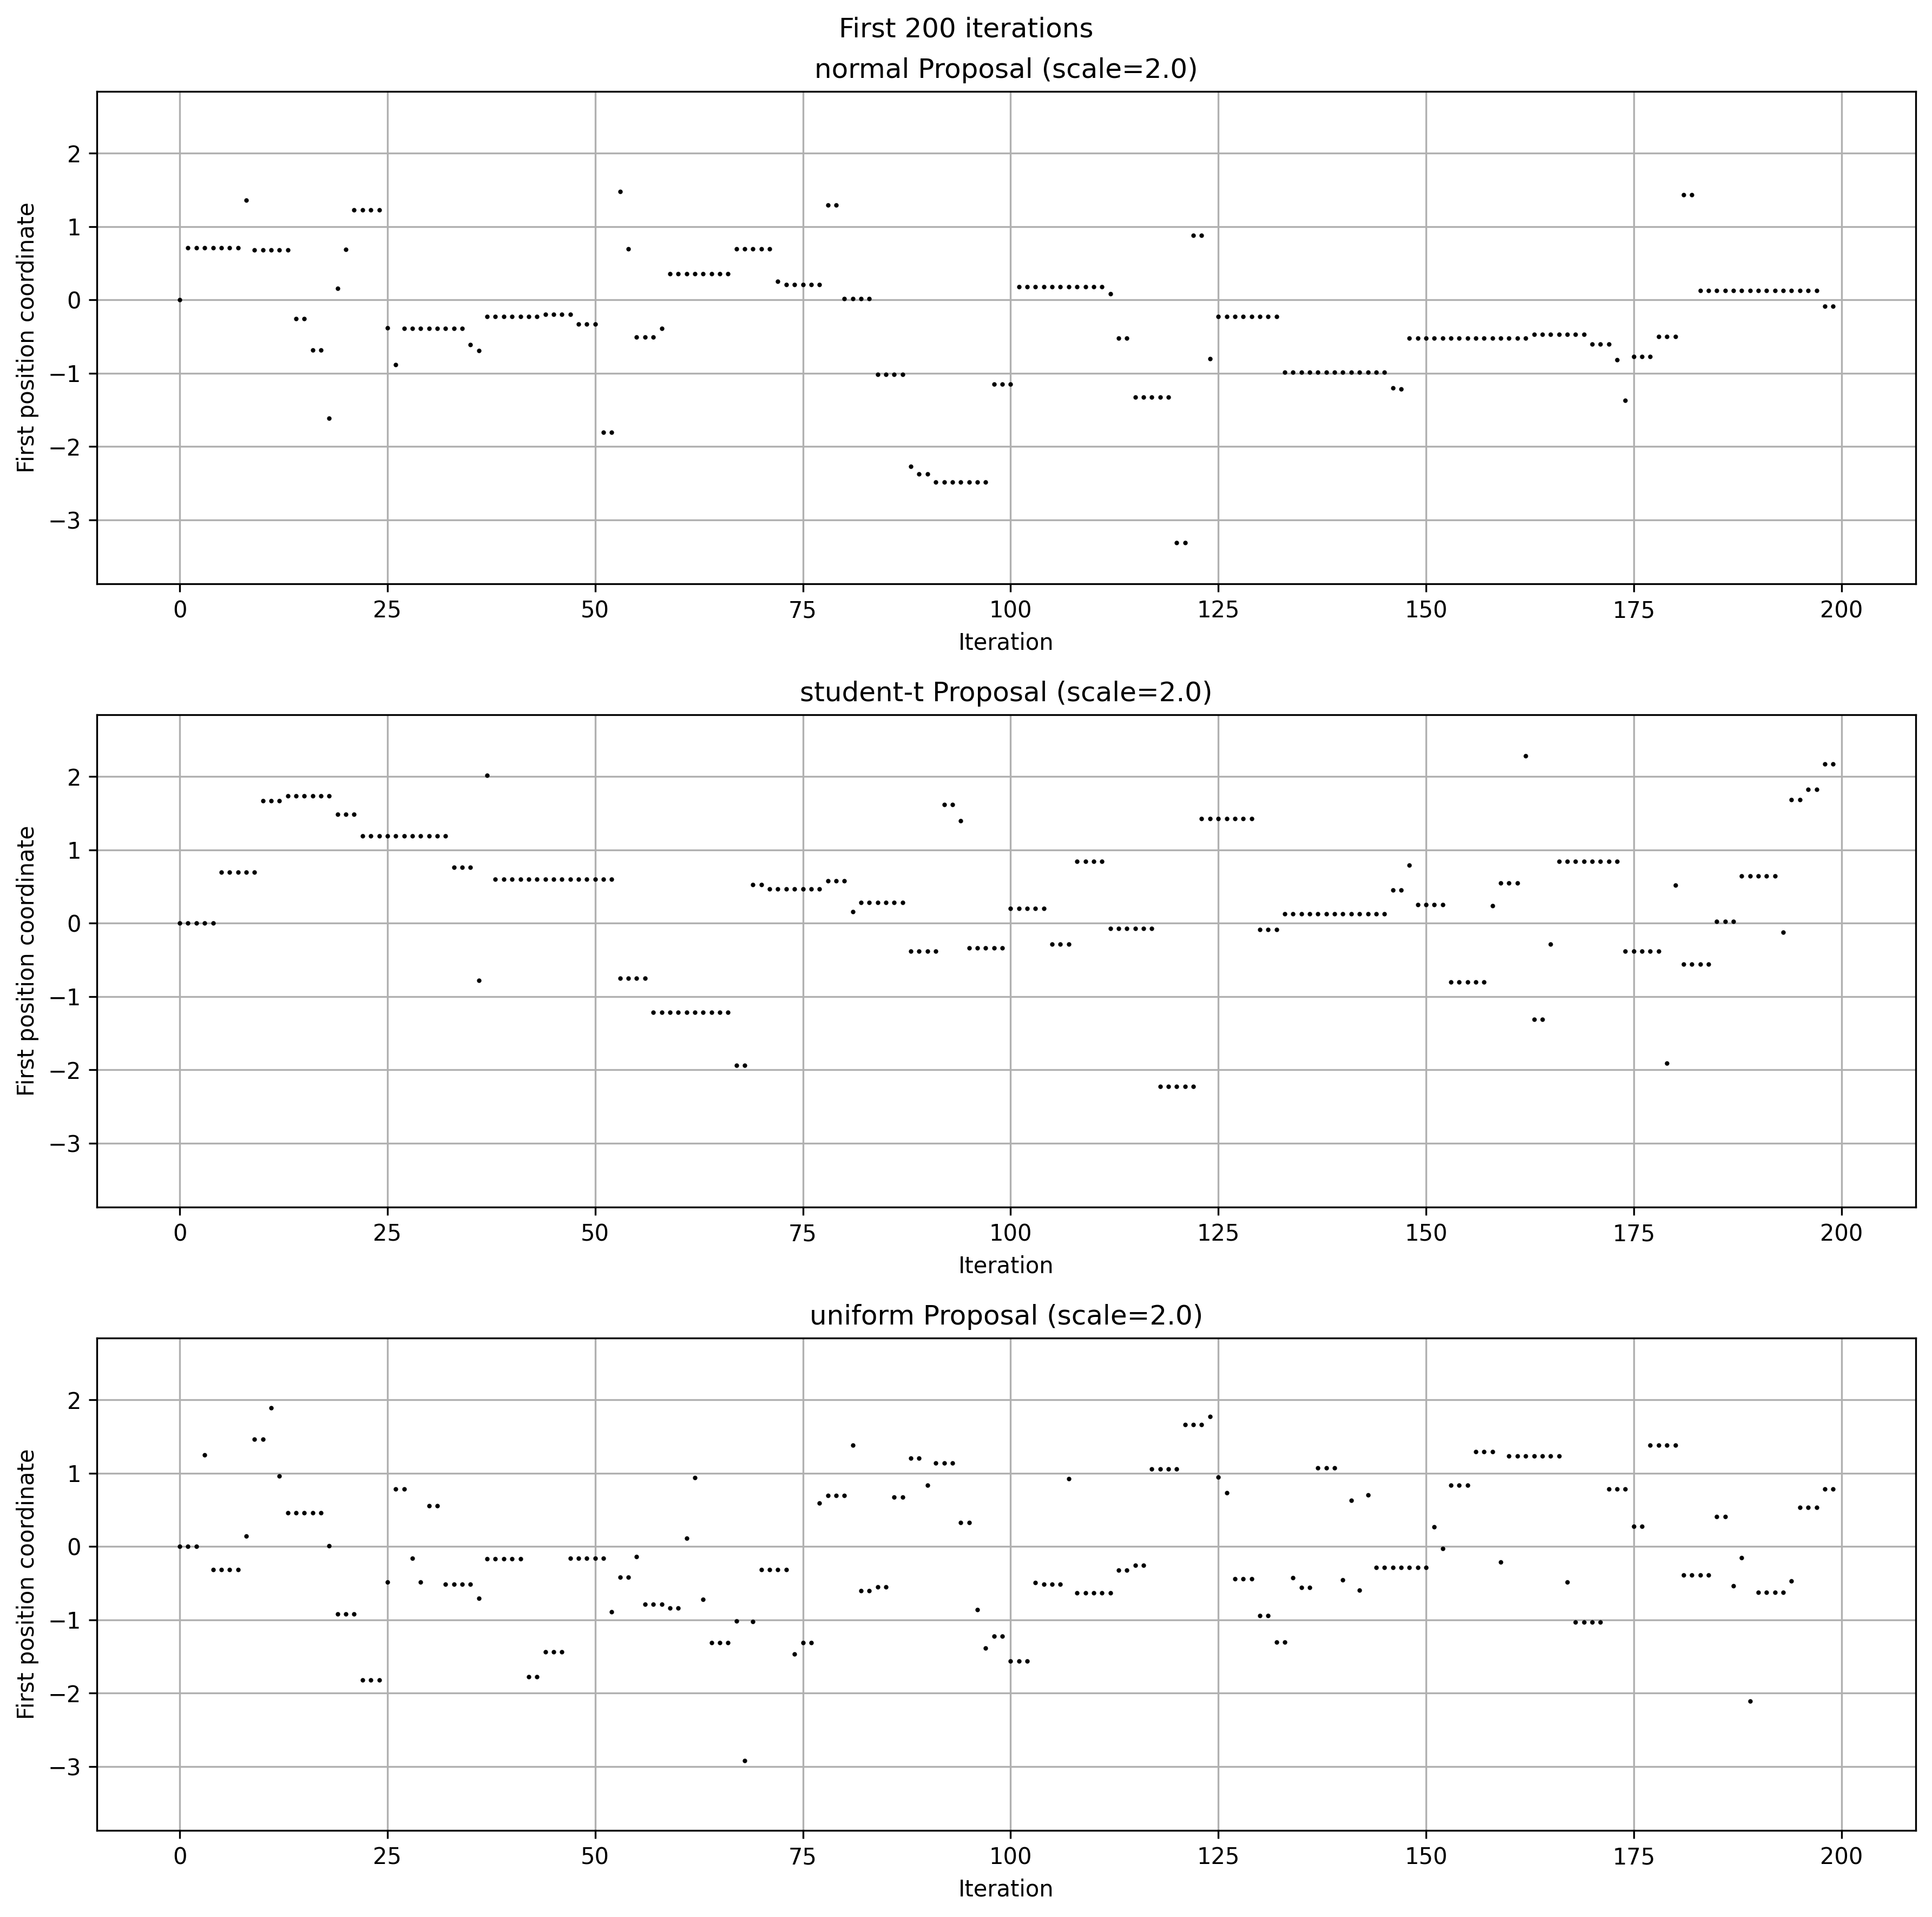 First 200 iterations
normal Proposal (scale=2.0)
First position coordinate
2
1
0
−1
−2
−3
0 25 50 75 100 125 150 175 200
Iteration
student-t Proposal (scale=2.0)
First position coordinate
2
1
0
−1
−2
−3
0 25 50 75 100 125 150 175 200
Iteration
uniform Proposal (scale=2.0)
First position coordinate
2
1
0
−1
−2
−3
0 25 50 75 100 125 150 175 200
Iteration